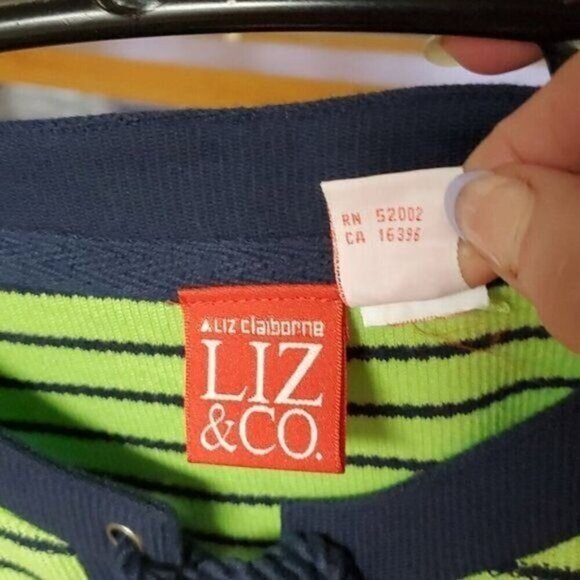 RN 52002
CA 16396
LIZ claiborne
LIZ
&CO.